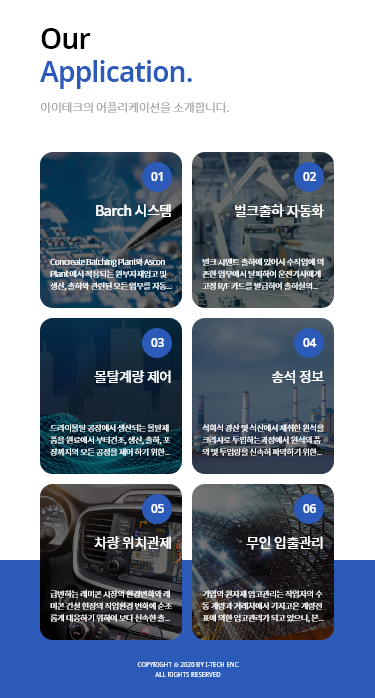 Our
Application.
아이테크의 어플리케이션을 소개합니다.
01
Barch 시스템
Concreate Batching Plant와 Ascon
Plant 에서 적용되는 원부자재입고 및
생산, 출하와 관련된 모든 업무를 자동...
02
벌크출하 자동화
벌크 시멘트 출하에 있어서 수작업에 의
존한 업무에서 탈피하여 운전기사에게
고정 R/F 카드를 발급하여 출하실의...
03
몰탈계량 제어
드라이몰탈 공장에서 생산되는 몰탈제
품을 원료에서 부터건조, 생산, 출하, 포
장까지의 모든 공정을 제어 하기 위한...
04
송석 정보
석회석 광산 및 석산에서 채취한 원석을
크러샤로 투입하는과정에서 원석의 품
의 및 투입량을 신속히 파악하기 위한...
05
차량 위치관제
급변하는 레미콘 시장의 환경변화와 레
미콘 건설 현장의 작업환경 변화에 순조
롭게 대응하기 위하여 보다 신속한 출...
06
무인 입출관리
기업의 원자재 입고관리는 작업자의 수
동 계량과 거래처에서 가지고온 계량전
표에 의한 입고관리가 되고 있으나, 본...
COPYRIGHT © 2020 BY I-TECH ENC
ALL RIGHTS RESERVED